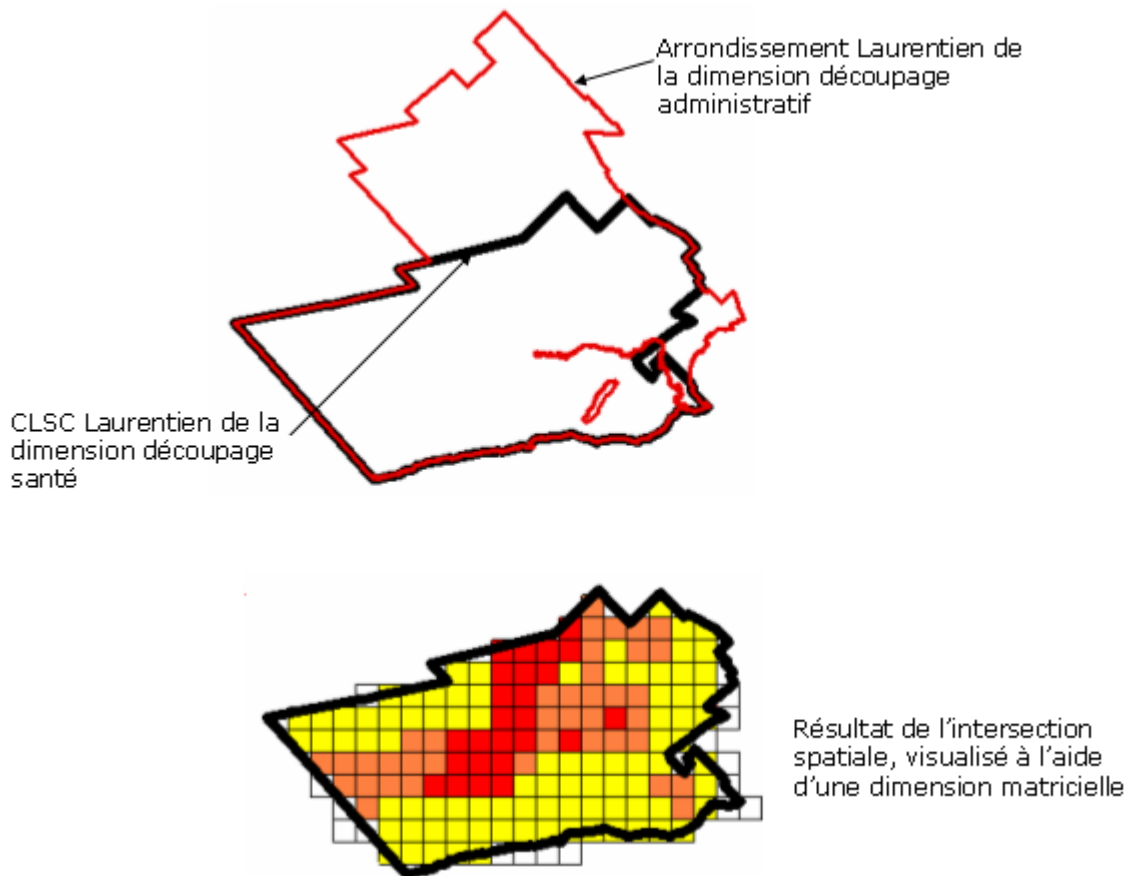 Arrondissement Laurentien de
la dimension découpage
administratif
CLSC Laurentien de la
dimension découpage
santé
Résultat de l'intersection
spatiale, visualisé à l'aide
d'une dimension matricielle